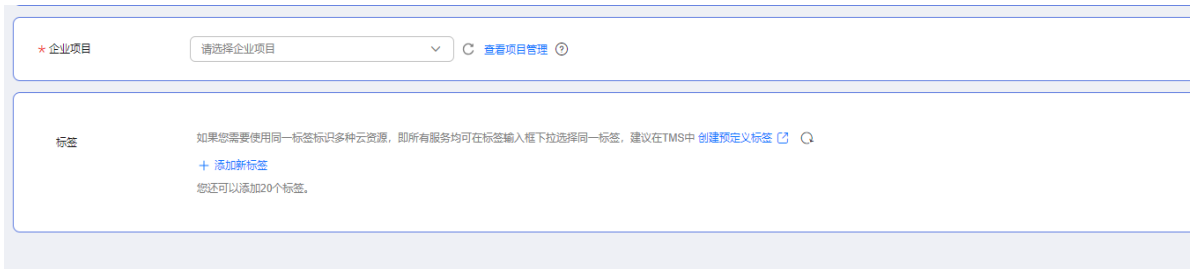 * 企业项目 请选择企业项目 查看项目管理
标签 如果您需要使用同一标签标识多种云资源，即所有服务均可在标签输入框下拉选择同一标签，建议在TMS中 创建预定义标签
+ 添加新标签
您还可以添加20个标签。